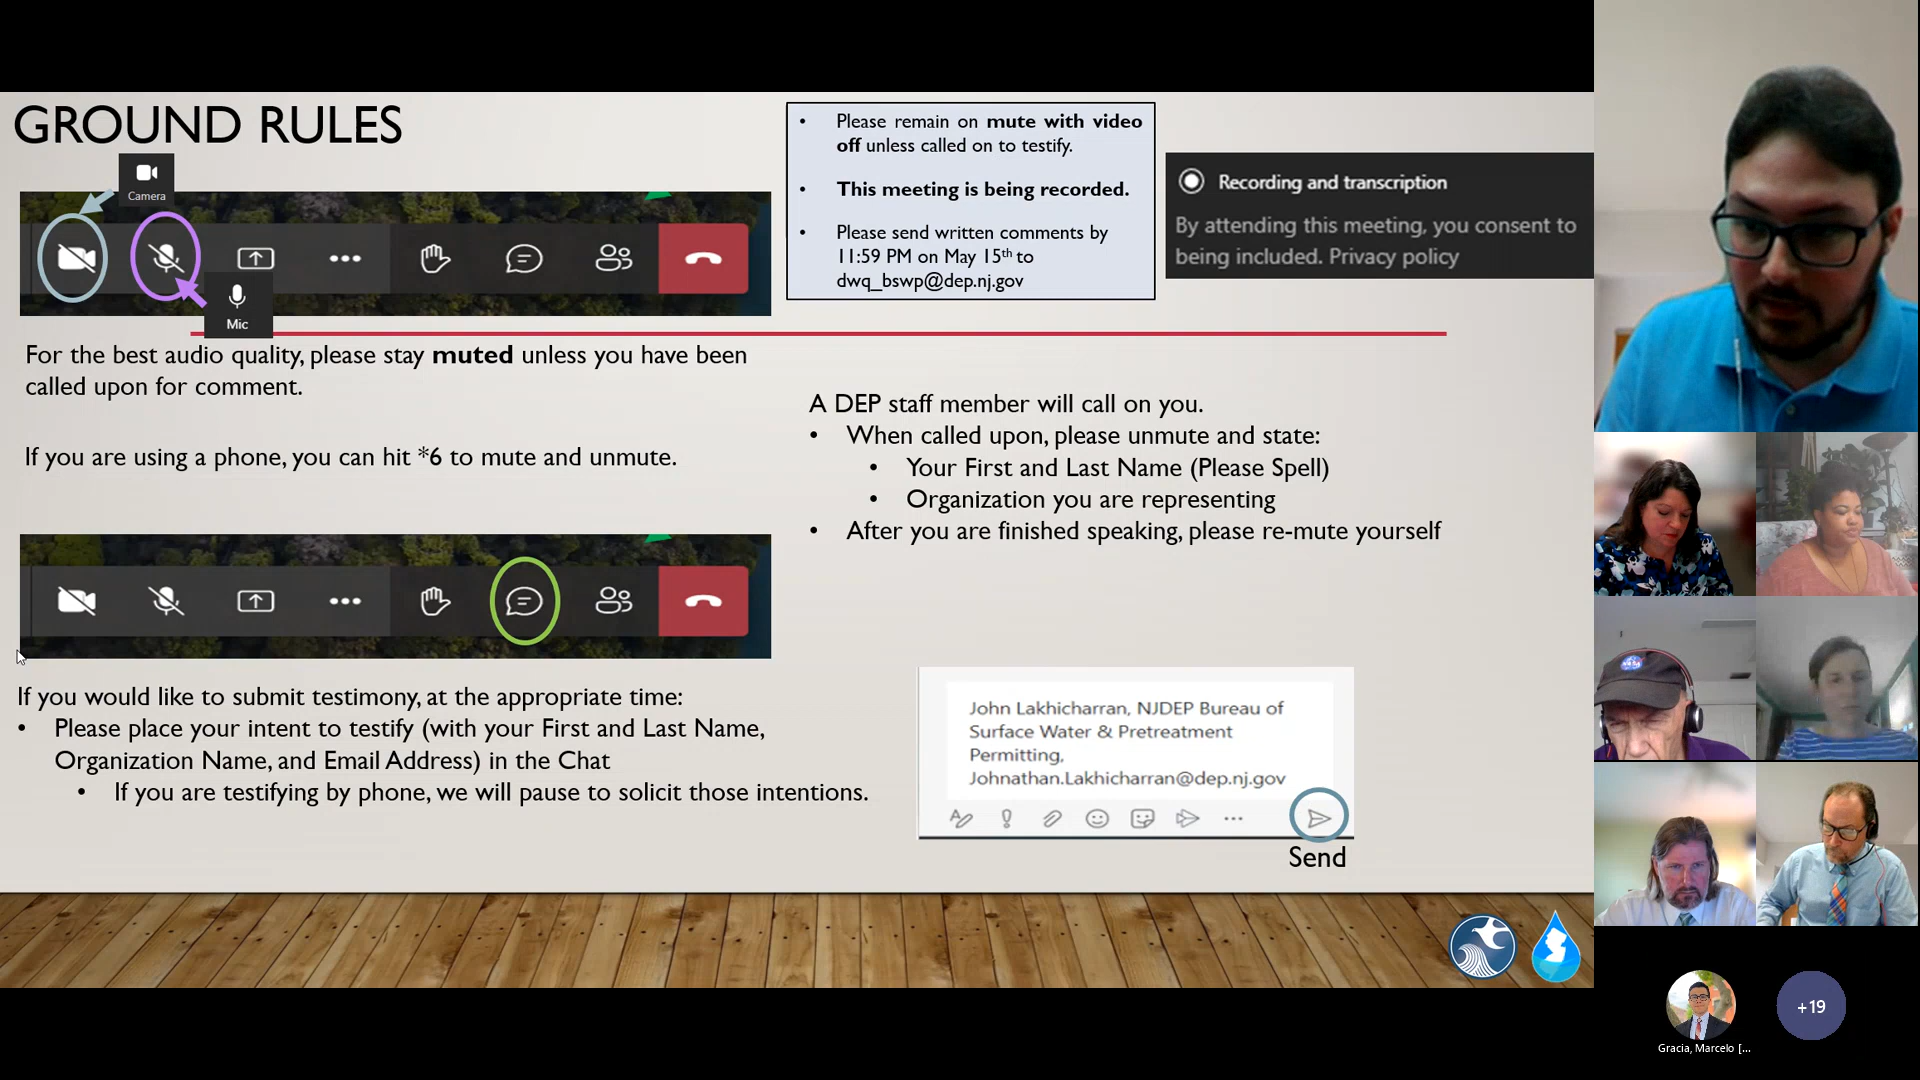 GROUND RULES
Camera
Mic
• Please remain on mute with video
off unless called on to testify.
• This meeting is being recorded.
• Please send written comments by
11:59 PM on May 15th to
dwq_bswp@dep.nj.gov
Recording and transcription
By attending this meeting, you consent to
being included. Privacy policy
For the best audio quality, please stay muted unless you have been
called upon for comment.
If you are using a phone, you can hit *6 to mute and unmute.
A DEP staff member will call on you.
• When called upon, please unmute and state:
• Your First and Last Name (Please Spell)
• Organization you are representing
• After you are finished speaking, please re-mute yourself
If you would like to submit testimony, at the appropriate time:
• Please place your intent to testify (with your First and Last Name,
Organization Name, and Email Address) in the Chat
• If you are testifying by phone, we will pause to solicit those intentions.
John Lakhicharran, NJDEP Bureau of
Surface Water & Pretreatment
Permitting,
Johnathan.Lakhicharran@dep.nj.gov
Send
NASA
+19
Gracia, Marcelo [...